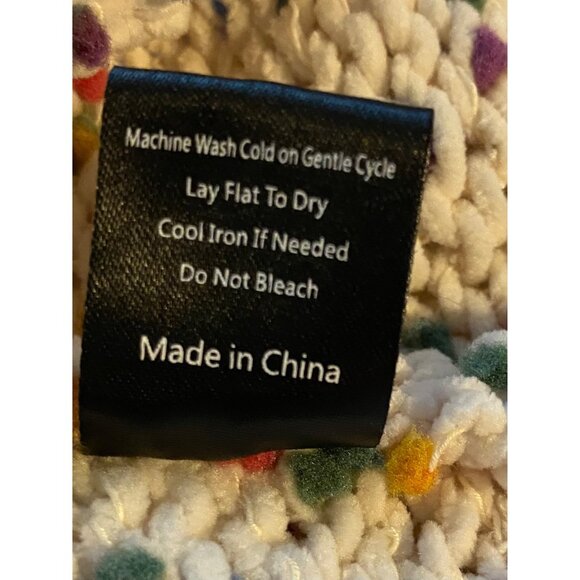 Machine Wash Cold on Gentle Cycle
Lay Flat To Dry
Cool Iron If Needed
Do Not Bleach
Made in China